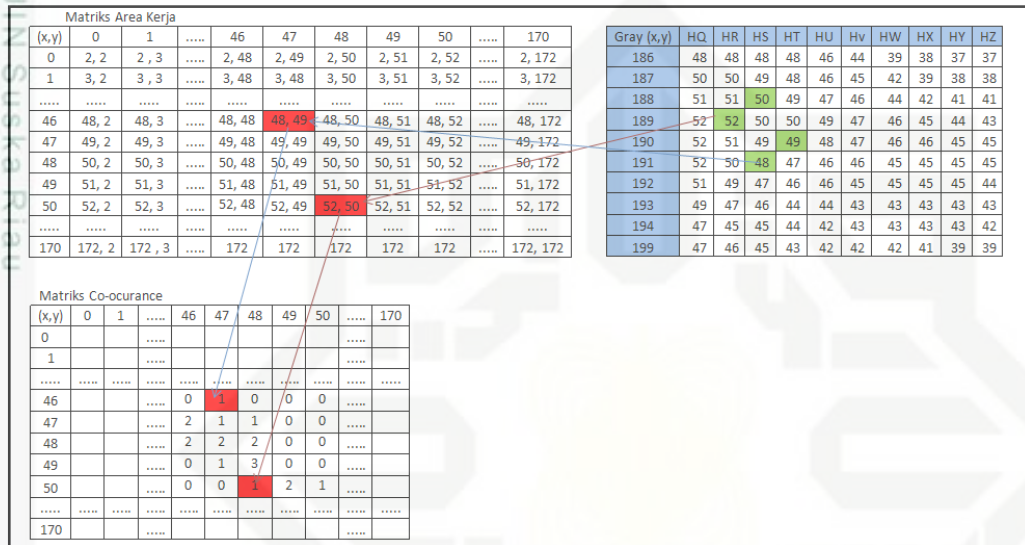 UIN Suska Riau
Matriks Area Kerja
(x,y) 0 1 ..... 46 47 48 49 50 ..... 170
0 2, 2 2 , 3 ..... 2, 48 2, 49 2, 50 2, 51 2, 52 ..... 2, 172
1 3, 2 3 , 3 ..... 3, 48 3, 48 3, 50 3, 51 3, 52 ..... 3, 172
..... ..... ..... ..... ..... ..... ..... ..... ..... .....
46 48, 2 48, 3 ..... 48, 48 48, 49 48, 50 48, 51 48, 52 ..... 48, 172
47 49, 2 49, 3 ..... 49, 48 49, 49 49, 50 49, 51 49, 52 ..... 49, 172
48 50, 2 50, 3 ..... 50, 48 50, 49 50, 50 50, 51 50, 52 ..... 50, 172
49 51, 2 51, 3 ..... 51, 48 51, 49 51, 50 51, 51 51, 52 ..... 51, 172
50 52, 2 52, 3 ..... 52, 48 52, 49 52, 50 52, 51 52, 52 ..... 52, 172
..... ..... ..... ..... ..... ..... ..... ..... ..... .....
170 172, 2 172 , 3 ..... 172 172 172 172 172 ..... 172, 172
Gray (x,y) HQ HR HS HT HU Hv HW HX HY HZ
186 48 48 48 48 46 44 39 38 37 37
187 50 50 49 48 46 45 42 39 38 38
188 51 51 50 49 47 46 44 42 41 41
189 52 52 50 50 49 47 46 45 44 43
190 52 51 49 49 48 47 46 46 45 45
191 52 50 48 47 46 46 45 45 45 45
192 51 49 47 46 46 45 45 45 45 44
193 49 47 46 44 44 43 43 43 43 43
194 47 45 45 44 42 43 43 43 43 42
199 47 46 45 43 42 42 42 41 39 39
Matriks Co-ocurance
(x,y) 0 1 ..... 46 47 48 49 50 ..... 170
0 ..... .....
1 ..... .....
..... ..... ..... ..... ..... ..... ..... ..... ..... ..... .....
46 ..... 0 1 0 0 0 .....
47 ..... 2 1 1 0 0 .....
48 ..... 2 2 2 0 0 .....
49 ..... 0 1 3 0 0 .....
50 ..... 0 0 1 2 1 .....
..... ..... ..... ..... ..... ..... ..... ..... ..... ..... .....
170 ..... .....